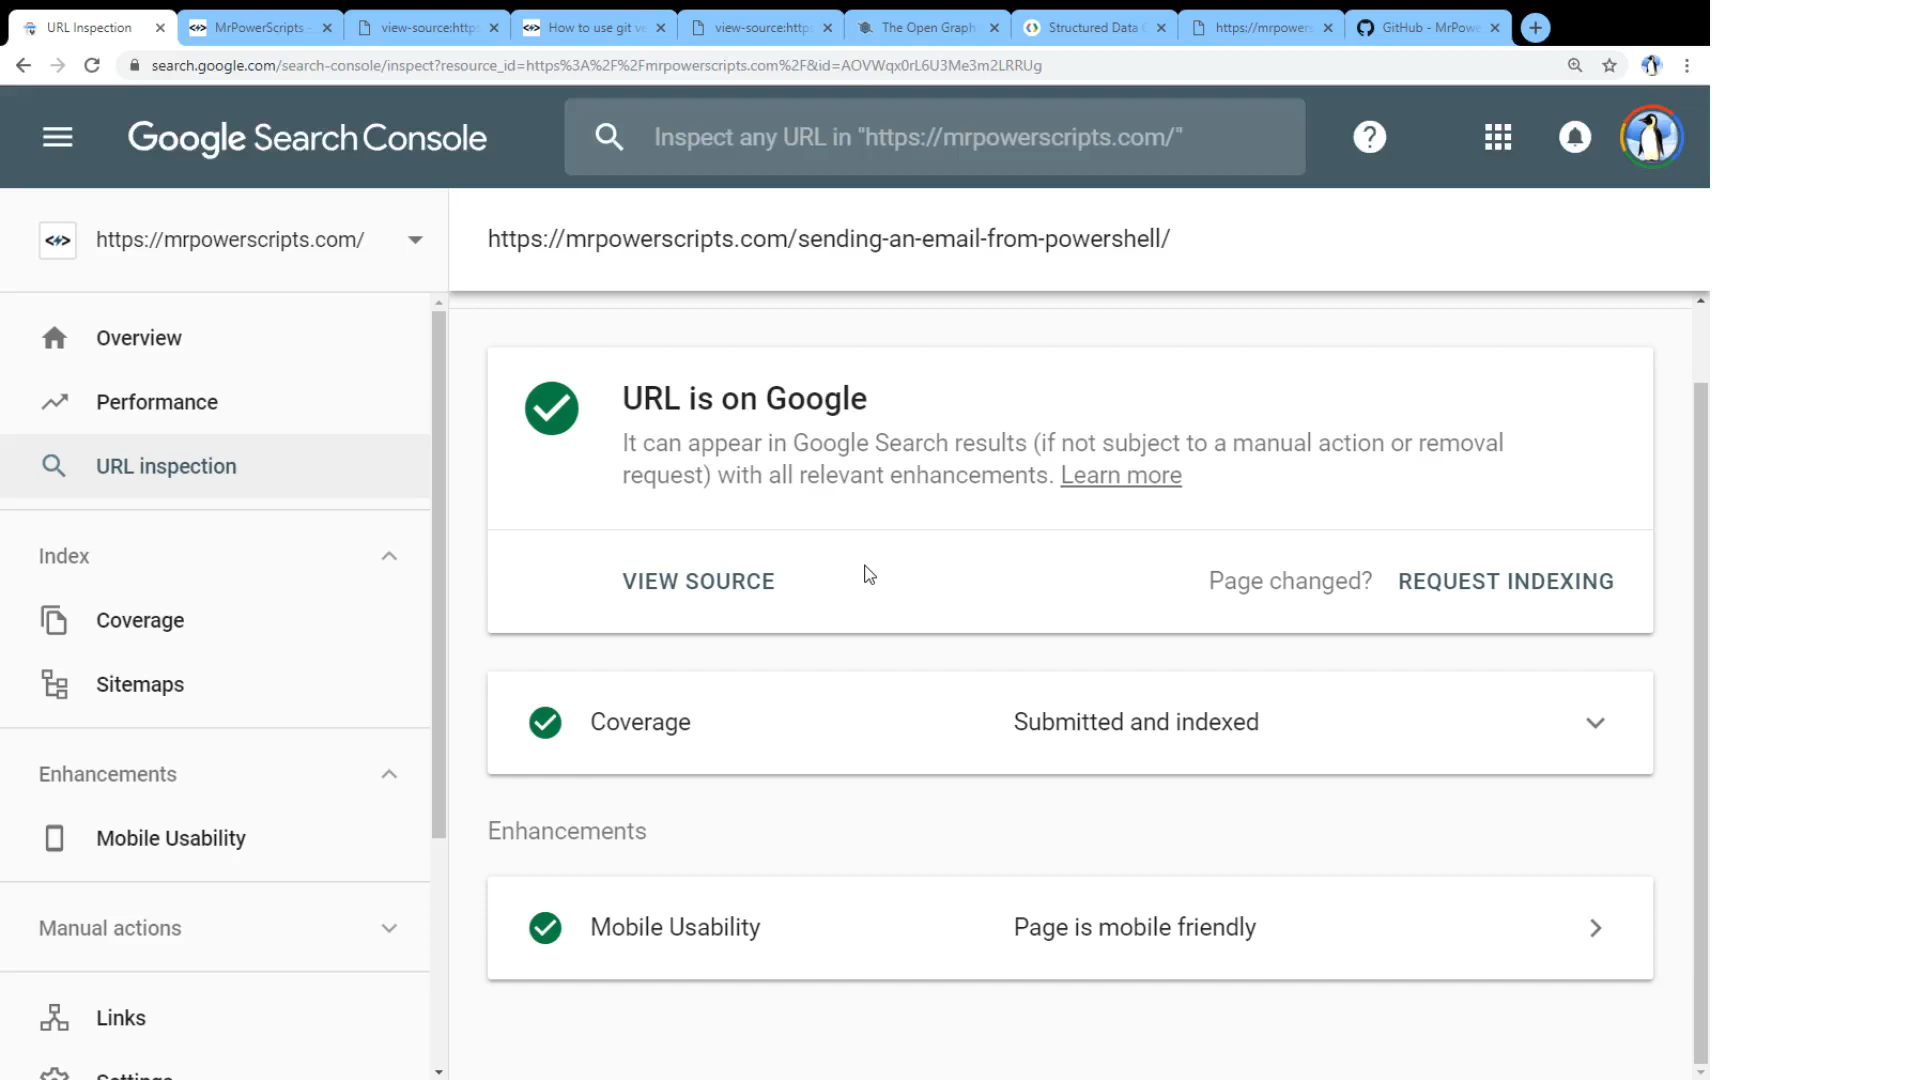 URL Inspection
MrPowerScripts -
view-source:https
How to use git ve
view-source:http
The Open Graph
Structured Data
https://mrpowers
GitHub - MrPowe
search.google.com/search-console/inspect?resource_id=https%3A%2F%2Fmrpowerscripts.com%2F&id=AOVWqx0rL6U3Me3m2LRRUg
Google Search Console
Inspect any URL in "https://mrpowerscripts.com/"
https://mrpowerscripts.com/
https://mrpowerscripts.com/sending-an-email-from-powershell/
Overview
Performance
URL inspection
Index
Coverage
Sitemaps
Enhancements
Mobile Usability
Manual actions
Links
Settings
URL is on Google
It can appear in Google Search results (if not subject to a manual action or removal
request) with all relevant enhancements. Learn more
VIEW SOURCE
Page changed? REQUEST INDEXING
Coverage
Submitted and indexed
Enhancements
Mobile Usability
Page is mobile friendly